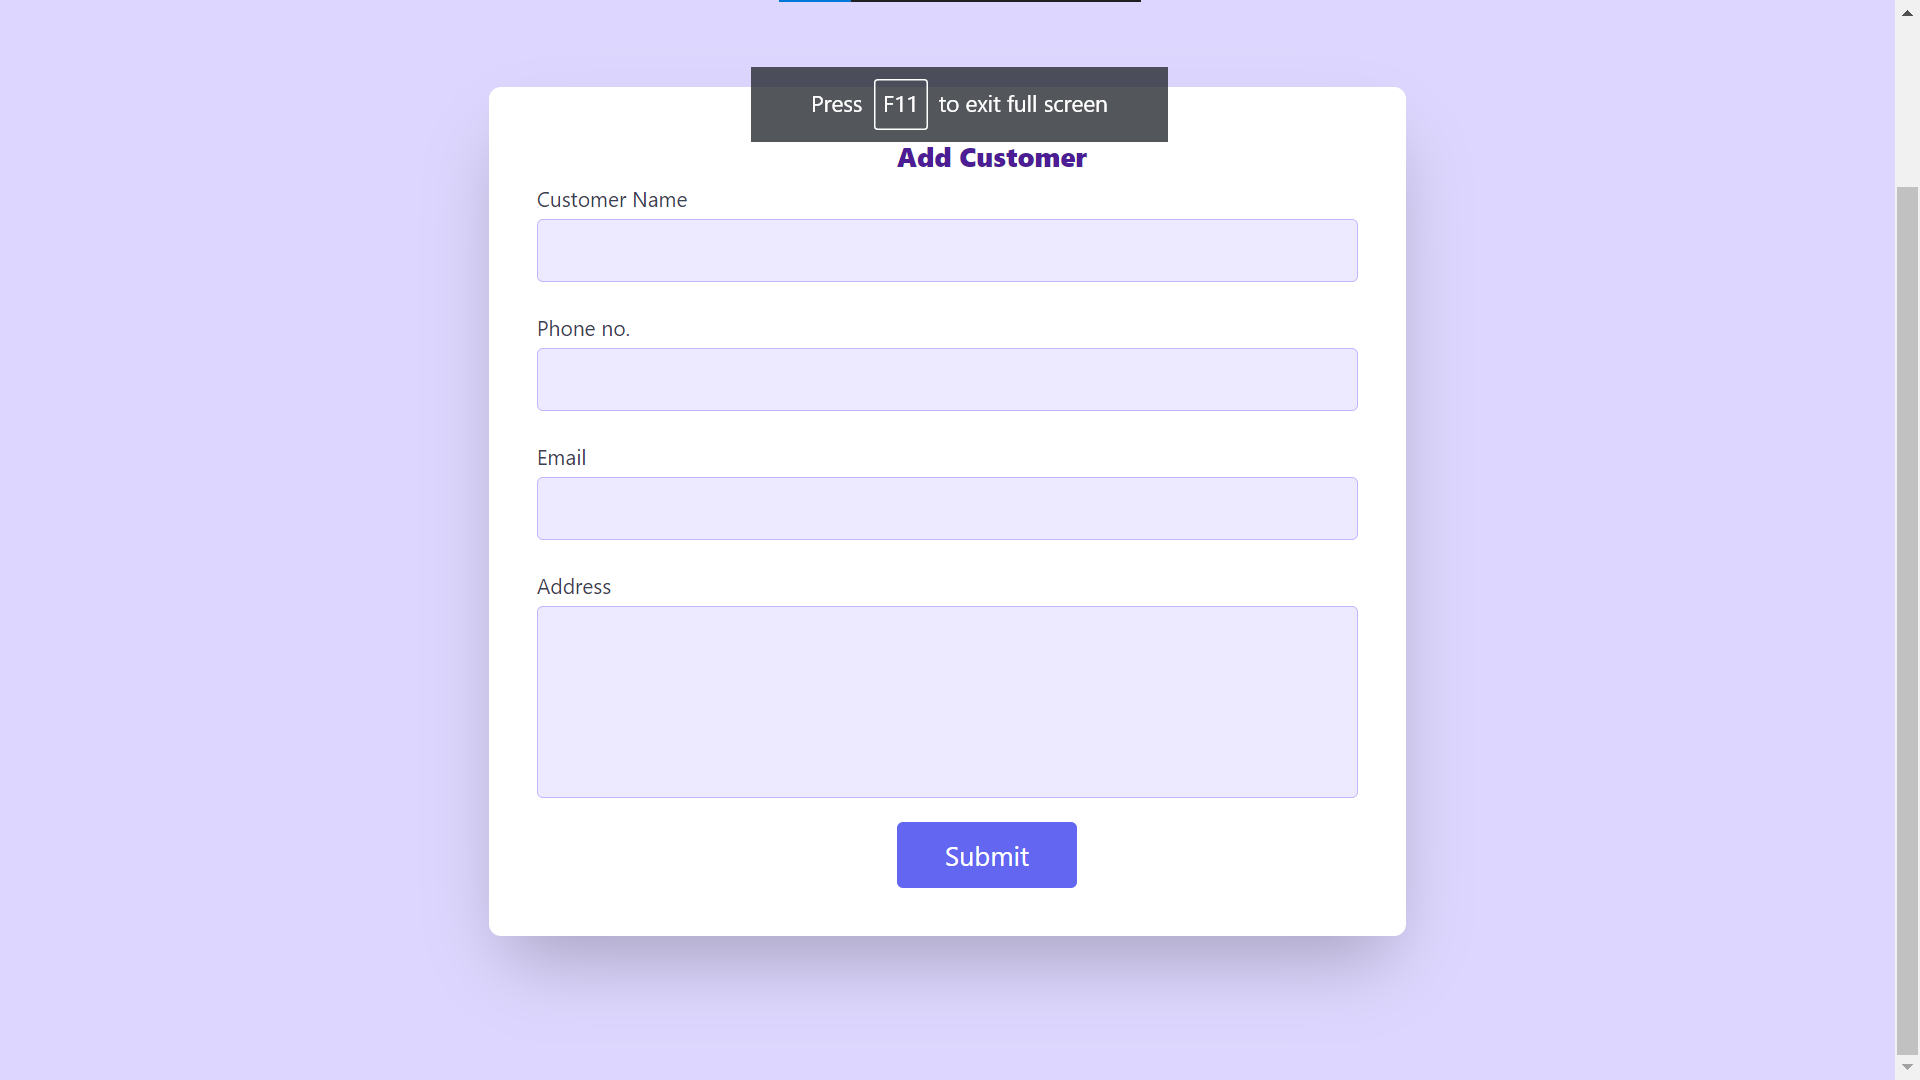 Press F11 to exit full screen
Add Customer
Customer Name
Phone no.
Email
Address
Submit